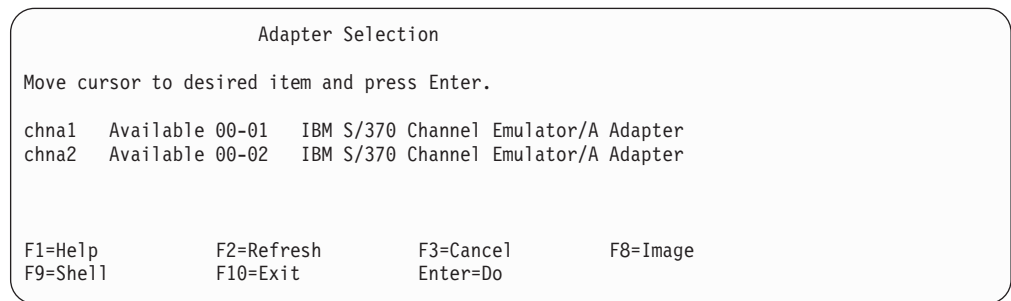 Adapter Selection
Move cursor to desired item and press Enter.
chna1 Available 00-01 IBM S/370 Channel Emulator/A Adapter
chna2 Available 00-02 IBM S/370 Channel Emulator/A Adapter
F1=Help F2=Refresh F3=Cancel F8=Image
F9=Shell F10=Exit Enter=Do